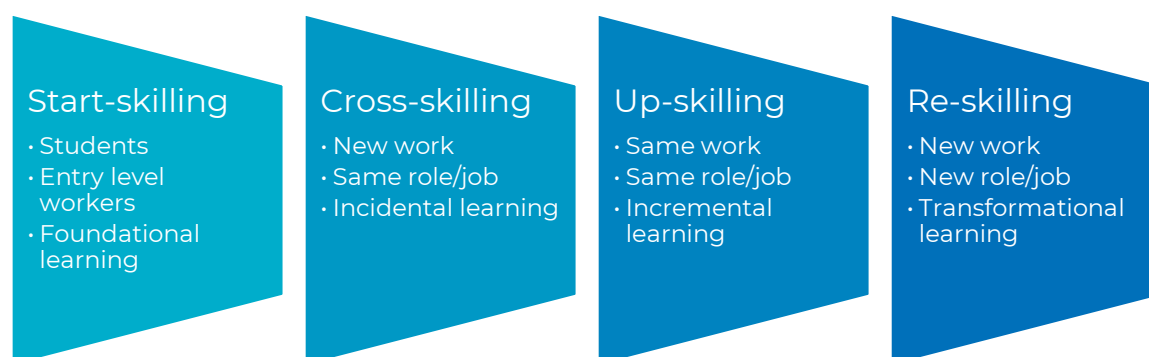 Start-skilling
· Students
· Entry level
workers
· Foundational
learning
Cross-skilling
· New work
· Same role/job
· Incidental learning
Up-skilling
· Same work
· Same role/job
· Incremental
learning
Re-skilling
· New work
· New role/job
· Transformational
learning